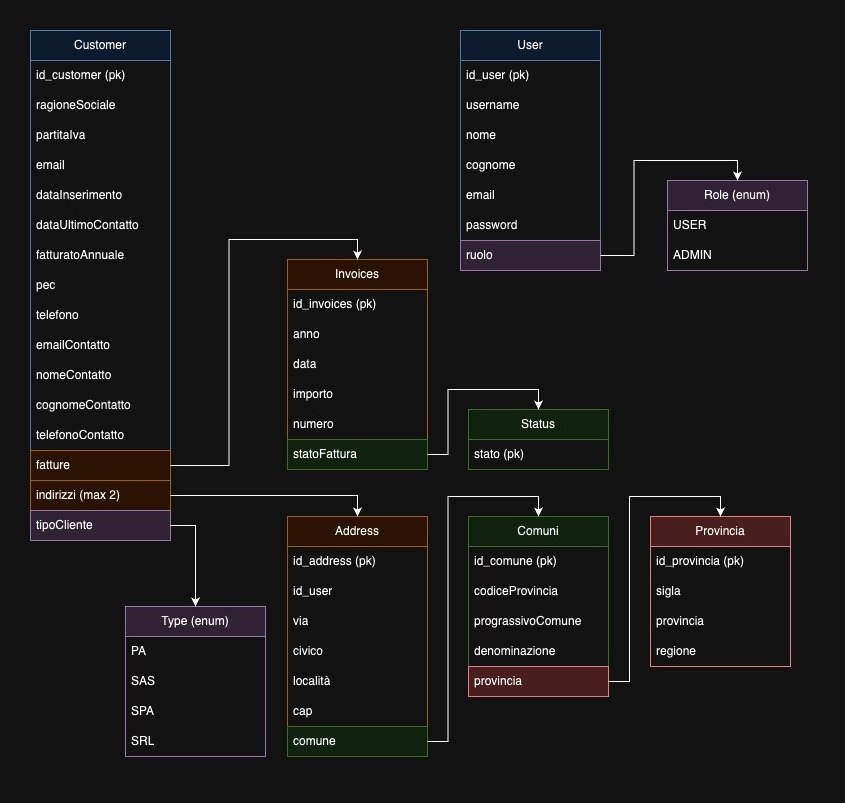 Customer
id_customer (pk)
ragioneSociale
partitaIva
email
dataInserimento
dataUltimoContatto
fatturatoAnnuale
pec
telefono
emailContatto
nomeContatto
cognomeContatto
telefonoContatto
fatture
indirizzi (max 2)
tipoCliente
User
id_user (pk)
username
nome
cognome
email
password
ruolo
Role (enum)
USER
ADMIN
Invoices
id_invoices (pk)
anno
data
importo
numero
statoFattura
Status
stato (pk)
Type (enum)
PA
SAS
SPA
SRL
Address
id_address (pk)
id_user
via
civico
località
cap
comune
Comuni
id_comune (pk)
codiceProvincia
prograssivoComune
denominazione
provincia
Provincia
id_provincia (pk)
sigla
provincia
regione